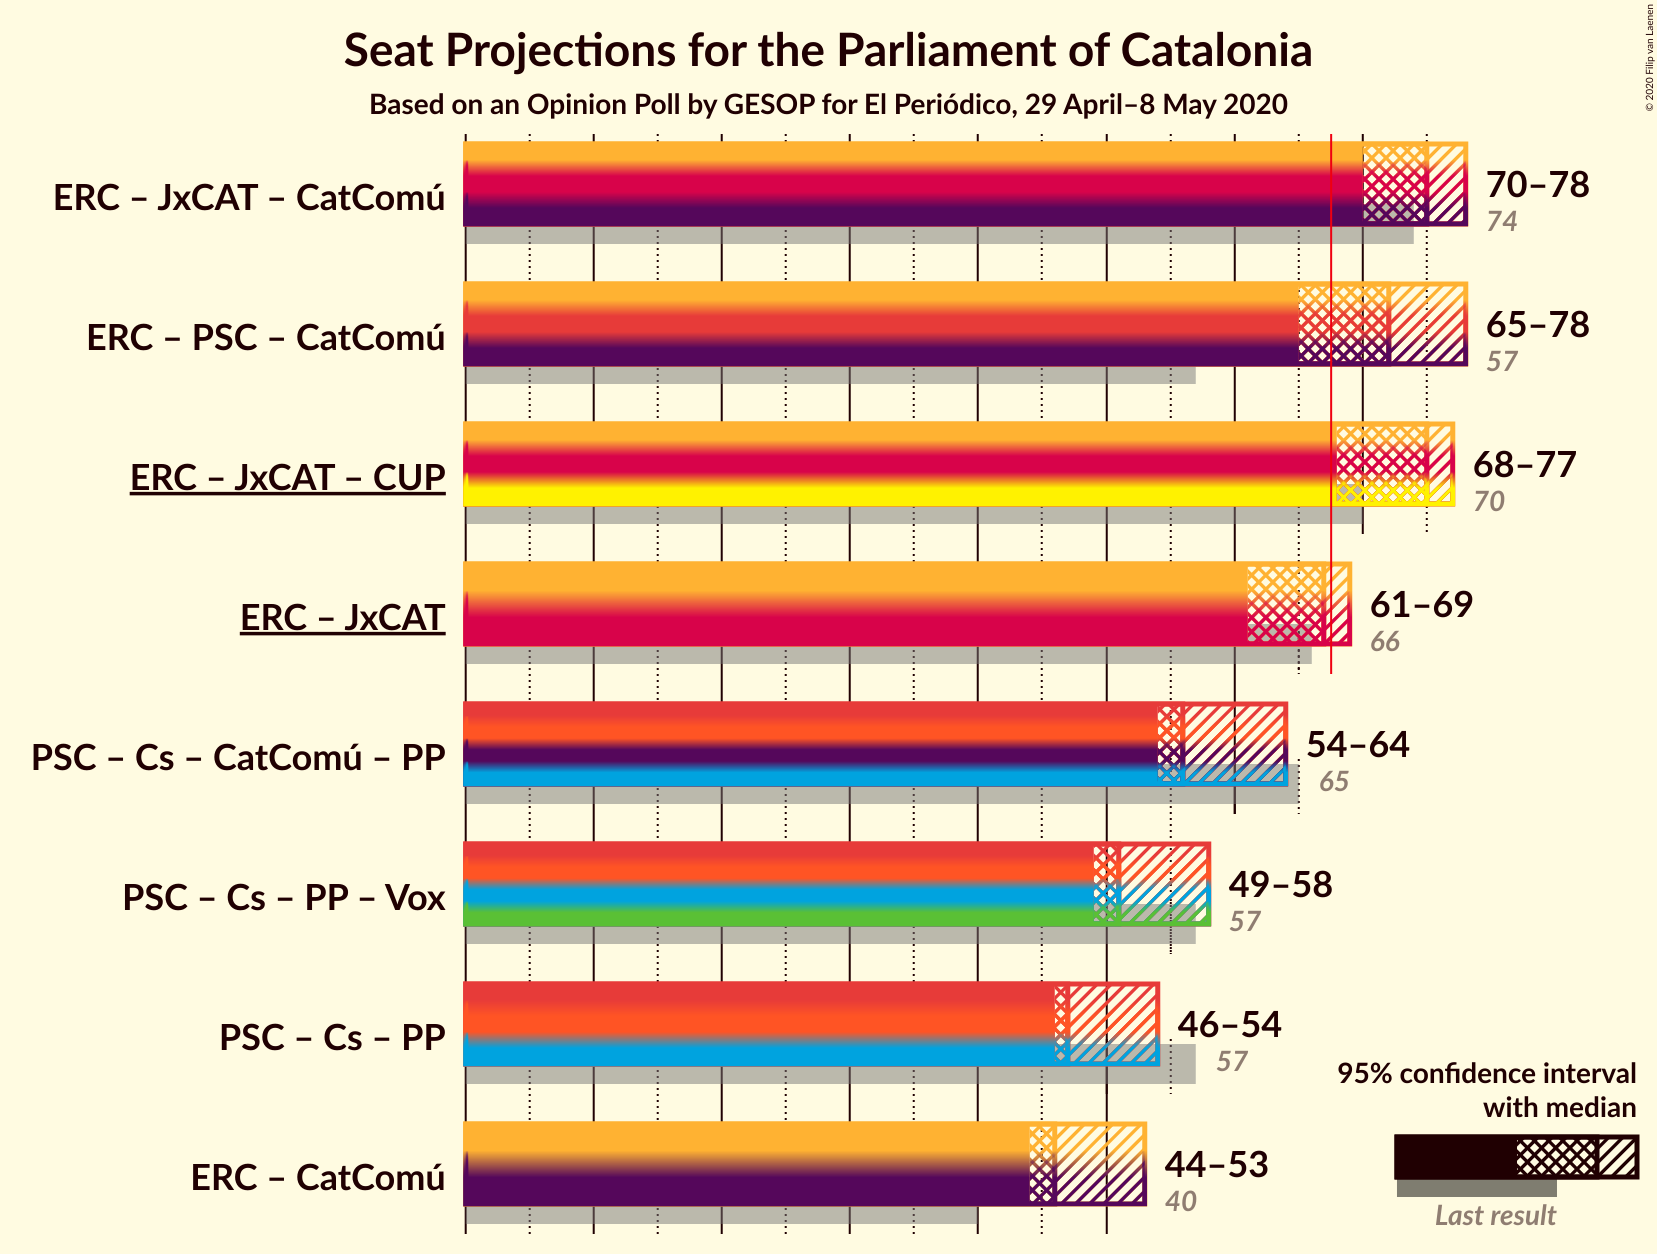 Seat Projections for the Parliament of Catalonia
Based on an Opinion Poll by GESOP for El Periódico, 29 April–8 May 2020
© 2020 Filip van Laenen
ERC – JxCAT – CatComú
70–78
74
ERC – PSC – CatComú
65–78
57
ERC – JxCAT – CUP
68–77
70
ERC – JxCAT
61–69
66
PSC – Cs – CatComú – PP
54–64
65
PSC – Cs – PP – Vox
49–58
57
PSC – Cs – PP
46–54
57
ERC – CatComú
44–53
40
95% confidence interval
with median
Last result